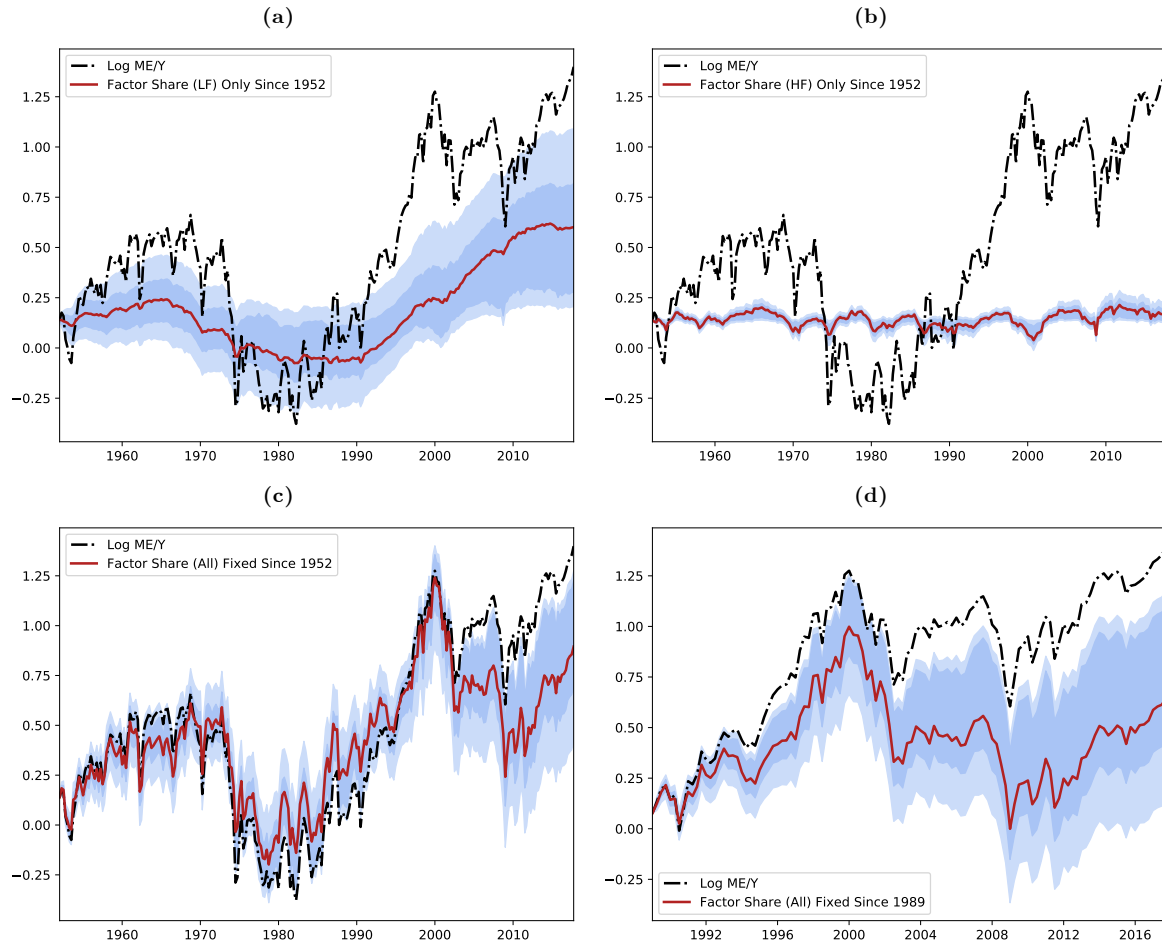 (a)
Log ME/Y
Factor Share (LF) Only Since 1952
1.25
1.00
0.75
0.50
0.25
0.00
−0.25
1960 1970 1980 1990 2000 2010
(b)
Log ME/Y
Factor Share (HF) Only Since 1952
1.25
1.00
0.75
0.50
0.25
0.00
−0.25
1960 1970 1980 1990 2000 2010
(c)
Log ME/Y
Factor Share (All) Fixed Since 1952
1.25
1.00
0.75
0.50
0.25
0.00
−0.25
1960 1970 1980 1990 2000 2010
(d)
1.25
1.00
0.75
0.50
0.25
0.00
−0.25
Log ME/Y
Factor Share (All) Fixed Since 1989
1992 1996 2000 2004 2008 2012 2016